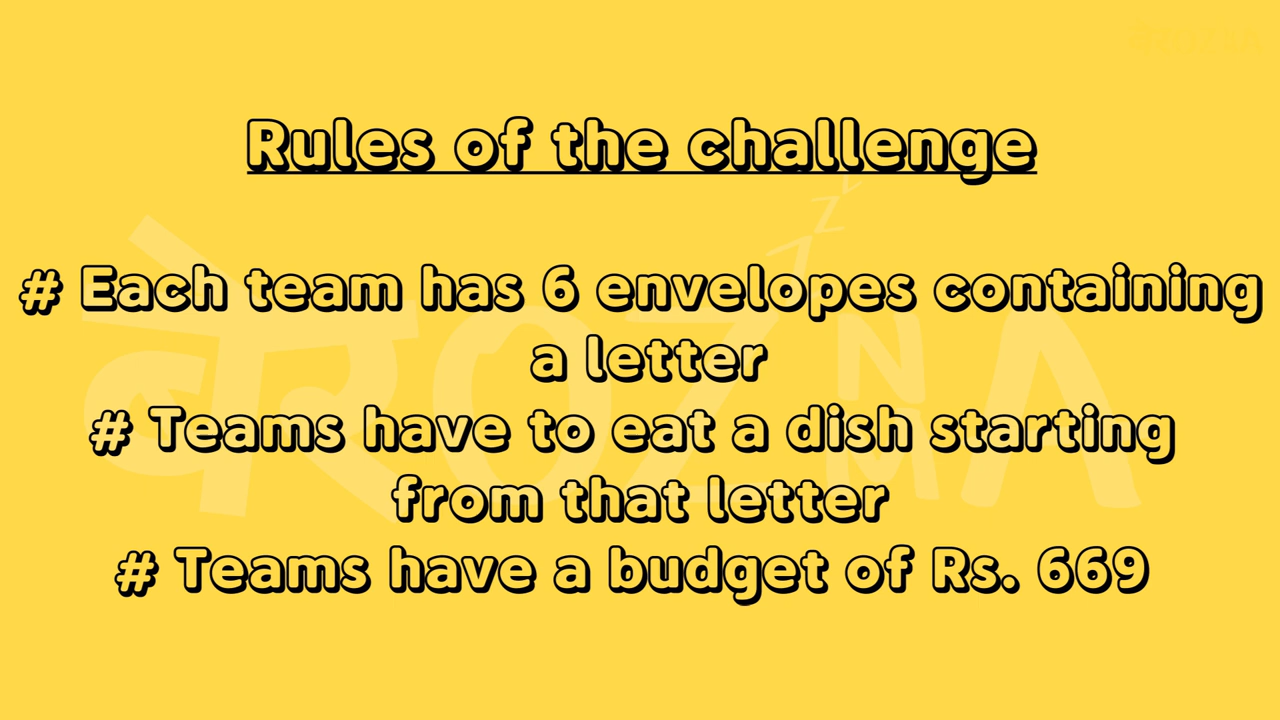 Rules of the challenge
# Each team has 6 envelopes containing
a letter
# Teams have to eat a dish starting
from that letter
# Teams have a budget of Rs. 669